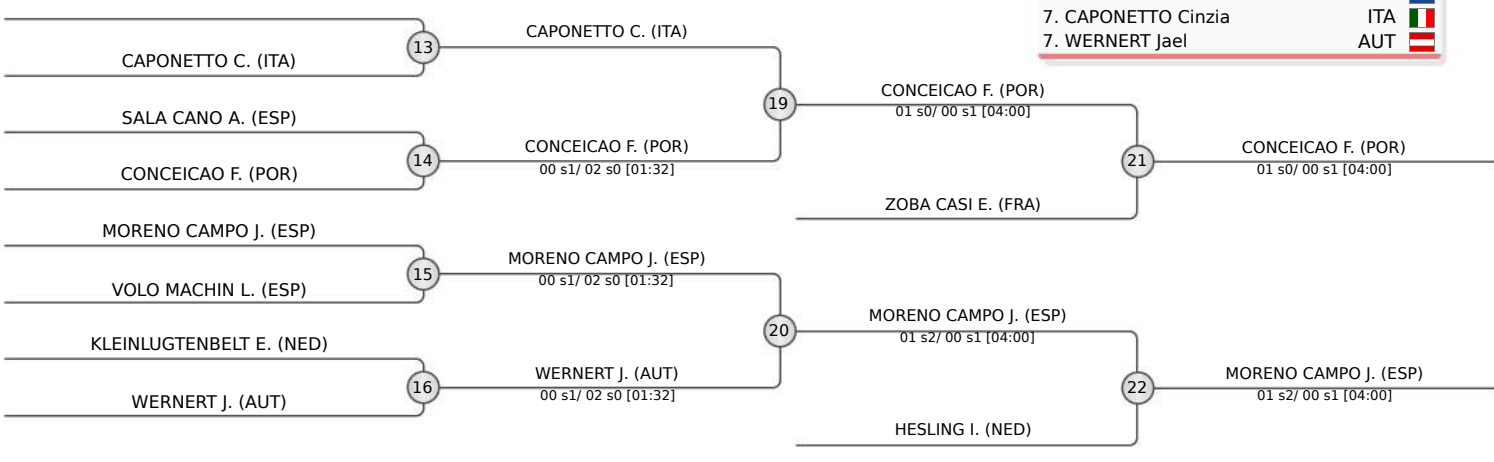 7. CAPONETTO Cinzia ITA
7. WERNERT Jael AUT
CAPONETTO C. (ITA)
13
CAPONETTO C. (ITA)
SALA CANO A. (ESP)
14
CONCEICAO F. (POR)
CONCEICAO F. (POR)
00 s1/ 02 s0 [01:32]
19
CONCEICAO F. (POR)
01 s0/ 00 s1 [04:00]
21
CONCEICAO F. (POR)
01 s0/ 00 s1 [04:00]
ZOBA CASI E. (FRA)
MORENO CAMPO J. (ESP)
15
VOLO MACHIN L. (ESP)
MORENO CAMPO J. (ESP)
00 s1/ 02 s0 [01:32]
20
KLEINLUGTENBELT E. (NED)
16
WERNERT J. (AUT)
WERNERT J. (AUT)
00 s1/ 02 s0 [01:32]
MORENO CAMPO J. (ESP)
01 s2/ 00 s1 [04:00]
22
HESLING I. (NED)
MORENO CAMPO J. (ESP)
01 s2/ 00 s1 [04:00]